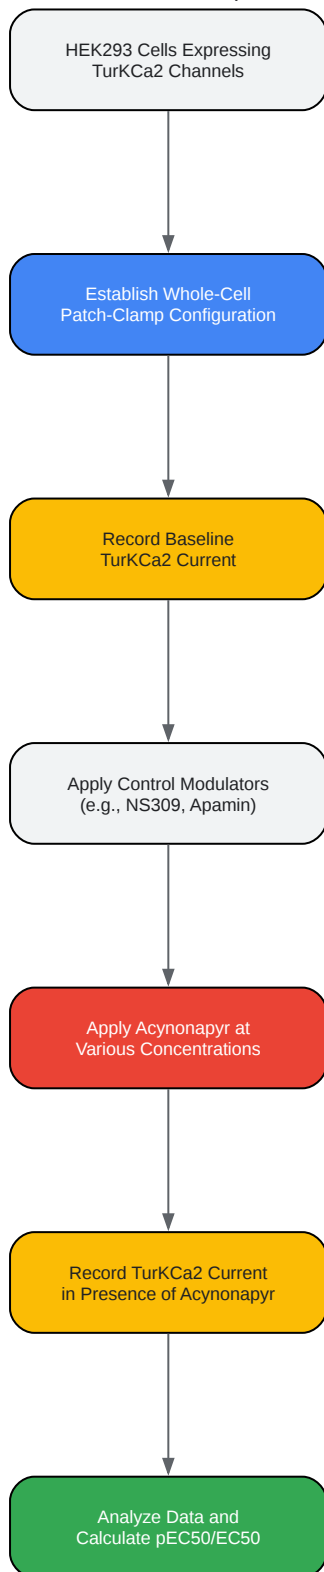 HEK293 Cells Expressing
TurKCa2 Channels
Establish Whole-Cell
Patch-Clamp Configuration
Record Baseline
TurKCa2 Current
Apply Control Modulators
(e.g., NS309, Apamin)
Apply Acynonapyr at
Various Concentrations
Record TurKCa2 Current
in Presence of Acynonapyr
Analyze Data and
Calculate pEC50/EC50